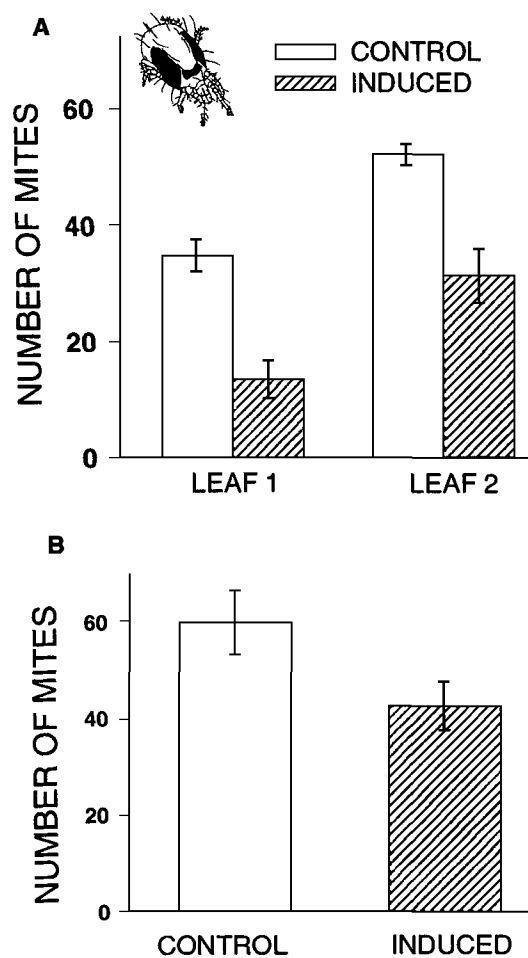 A
CONTROL
INDUCED
NUMBER OF MITES
60
40
20
0
LEAF 1
LEAF 2
B
NUMBER OF MITES
60
40
20
0
CONTROL
INDUCED